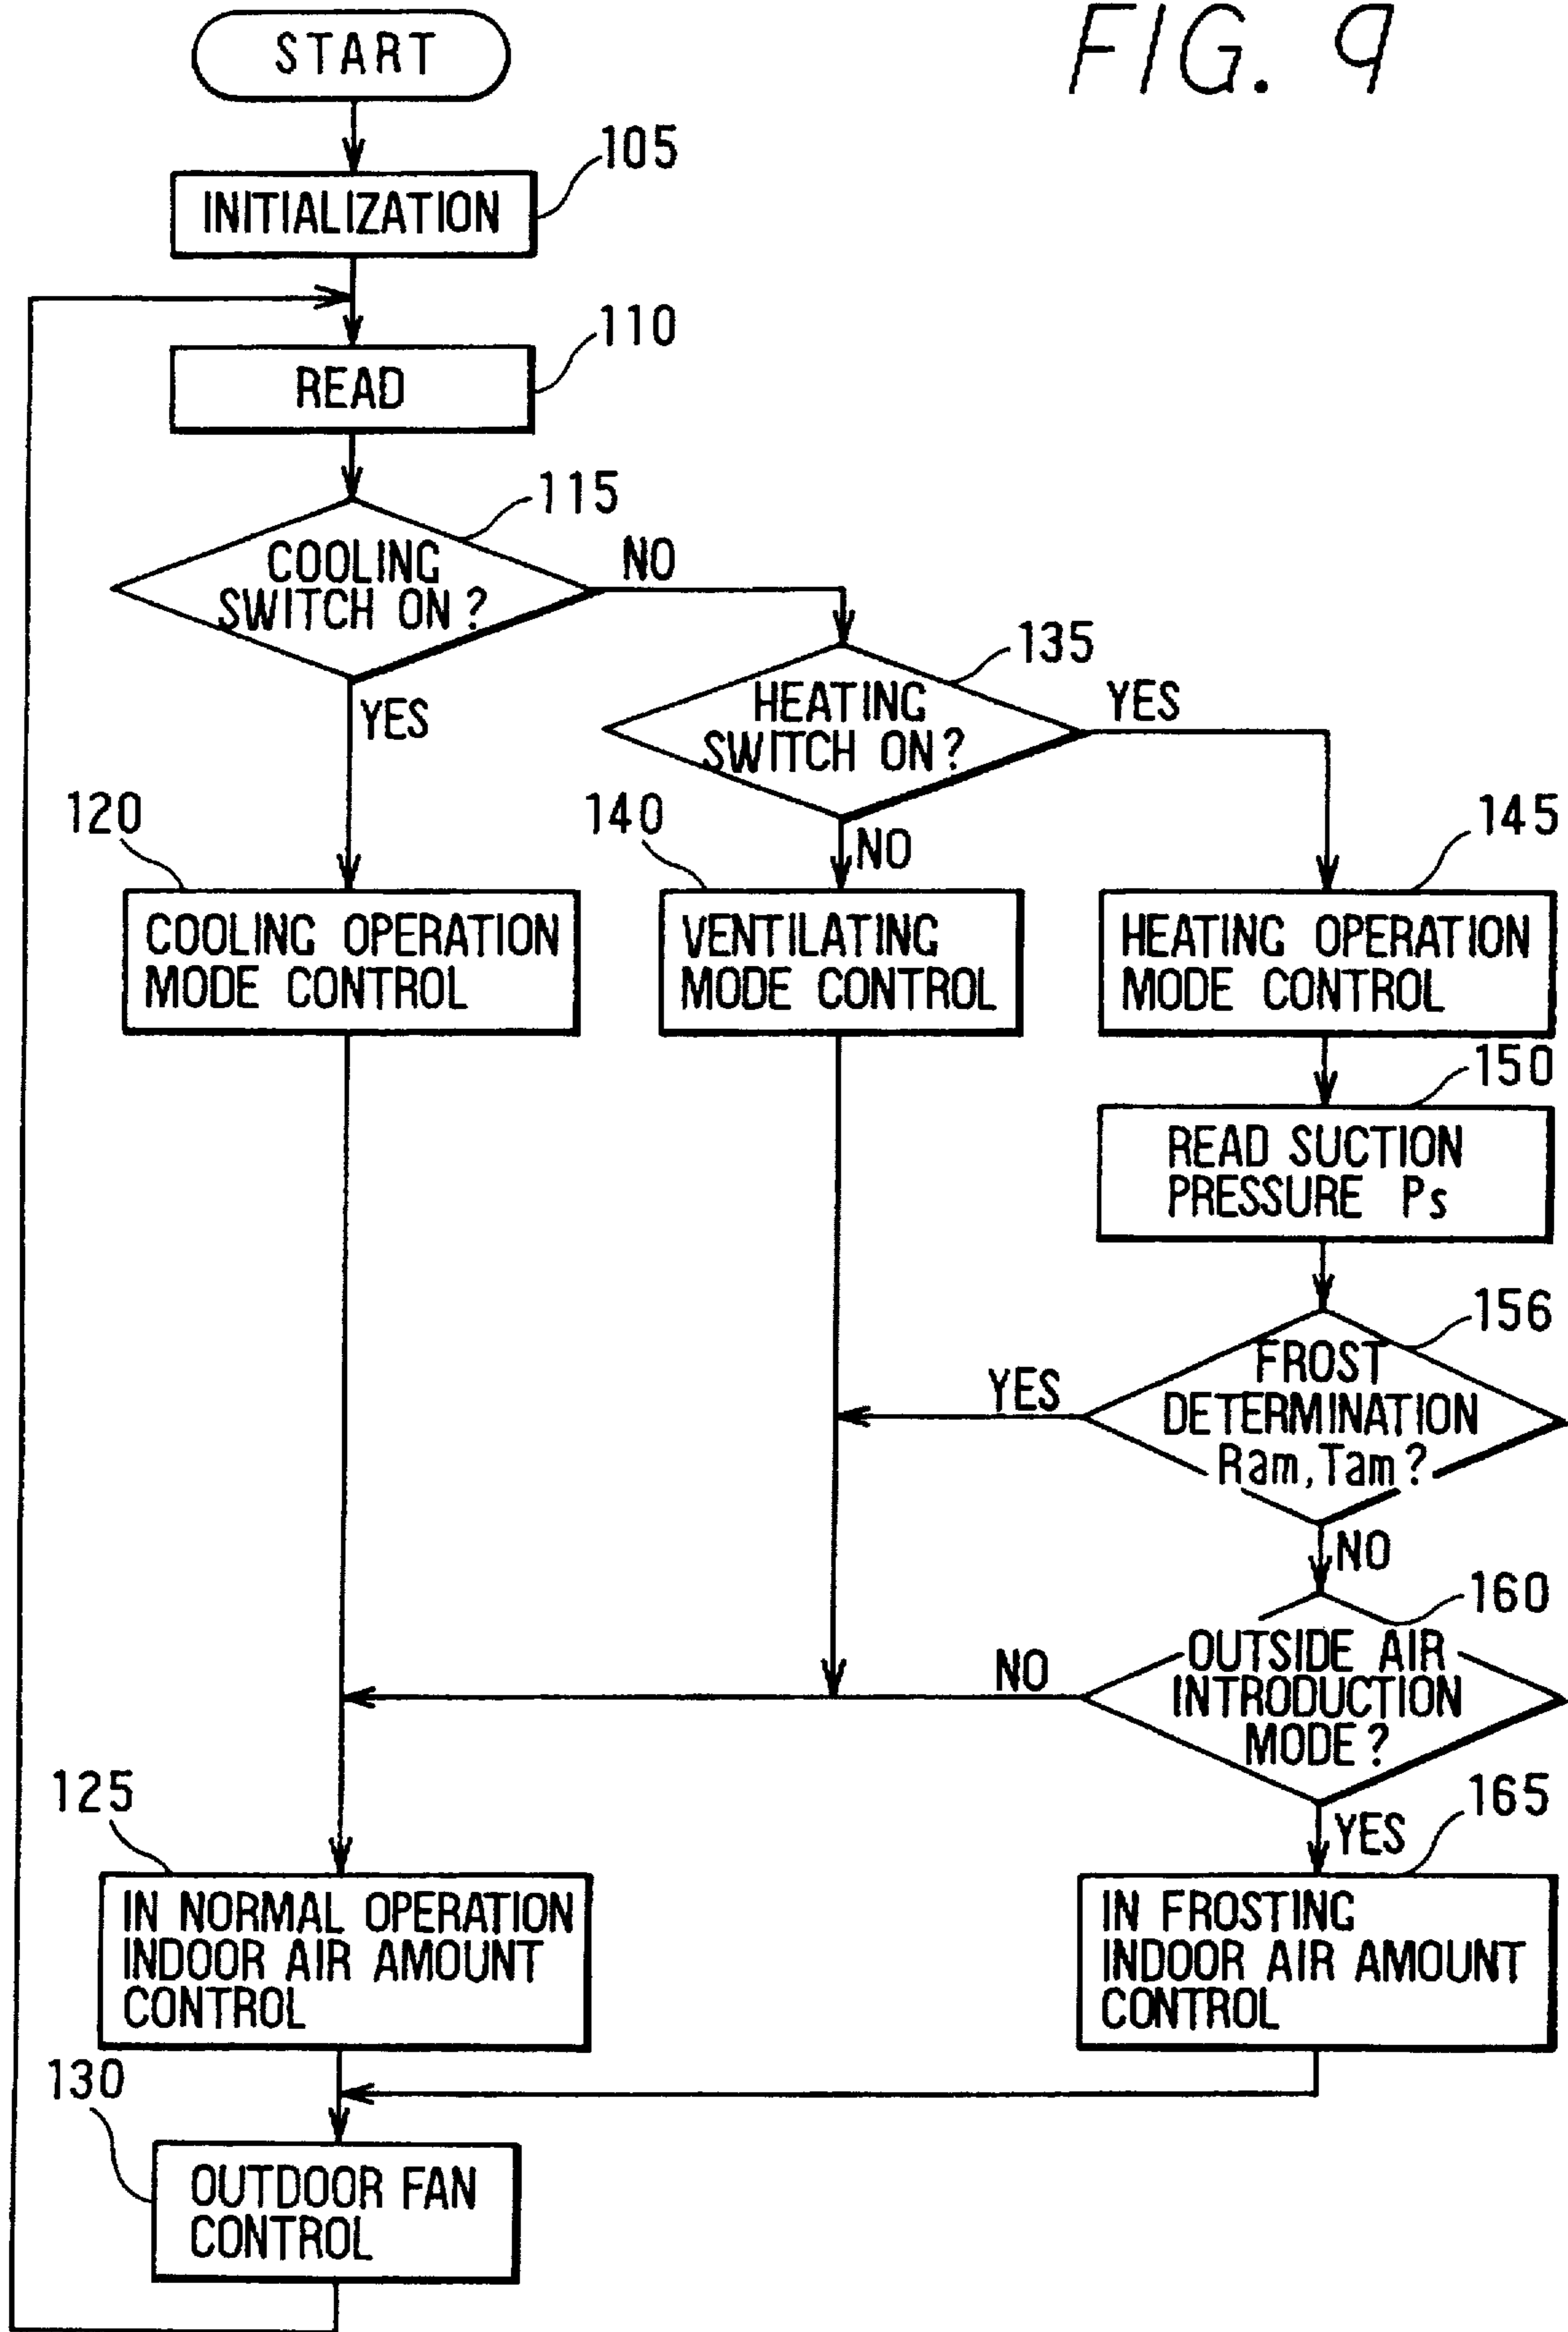 FIG. 9
START
105
INITIALIZATION
110
READ
115
COOLING
SWITCH ON?
NO
YES
135
HEATING
SWITCH ON?
YES
NO
120
COOLING OPERATION
MODE CONTROL
140
VENTILATING
MODE CONTROL
145
HEATING OPERATION
MODE CONTROL
150
READ SUCTION
PRESSURE Ps
156
FROST
DETERMINATION
Ram, Tam?
YES
NO
160
OUTSIDE AIR
INTRODUCTION
MODE?
NO
YES
125
IN NORMAL OPERATION
INDOOR AIR AMOUNT
CONTROL
165
IN FROSTING
INDOOR AIR AMOUNT
CONTROL
130
OUTDOOR FAN
CONTROL